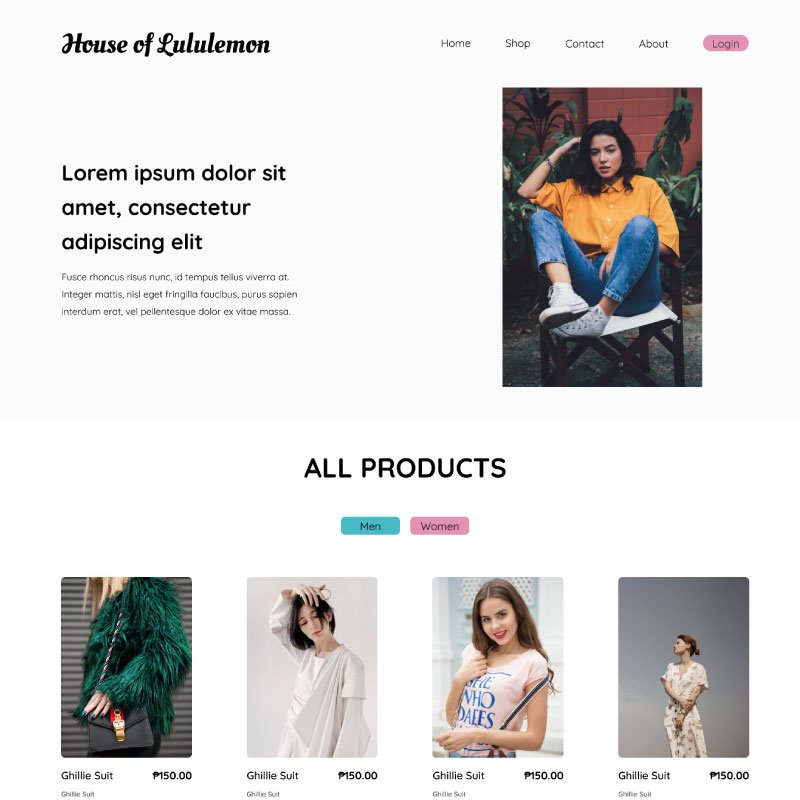 House of Lululemon
Home Shop Contact About Login
Lorem ipsum dolor sit
amet, consectetur
adipiscing elit
Fusce rhoncus risus nunc, id tempus tellus viverra at.
Integer mattis, nisl eget fringilla faucibus, purus sapien
interdum erat, vel pellentesque dolor ex vitae massa.
ALL PRODUCTS
Men Women
SHE
WHO
DARES
Ghillie Suit ₱150.00 Ghillie Suit ₱150.00 Ghillie Suit ₱150.00 Ghillie Suit ₱150.00
Ghillie Suit Ghillie Suit Ghillie Suit Ghillie Suit